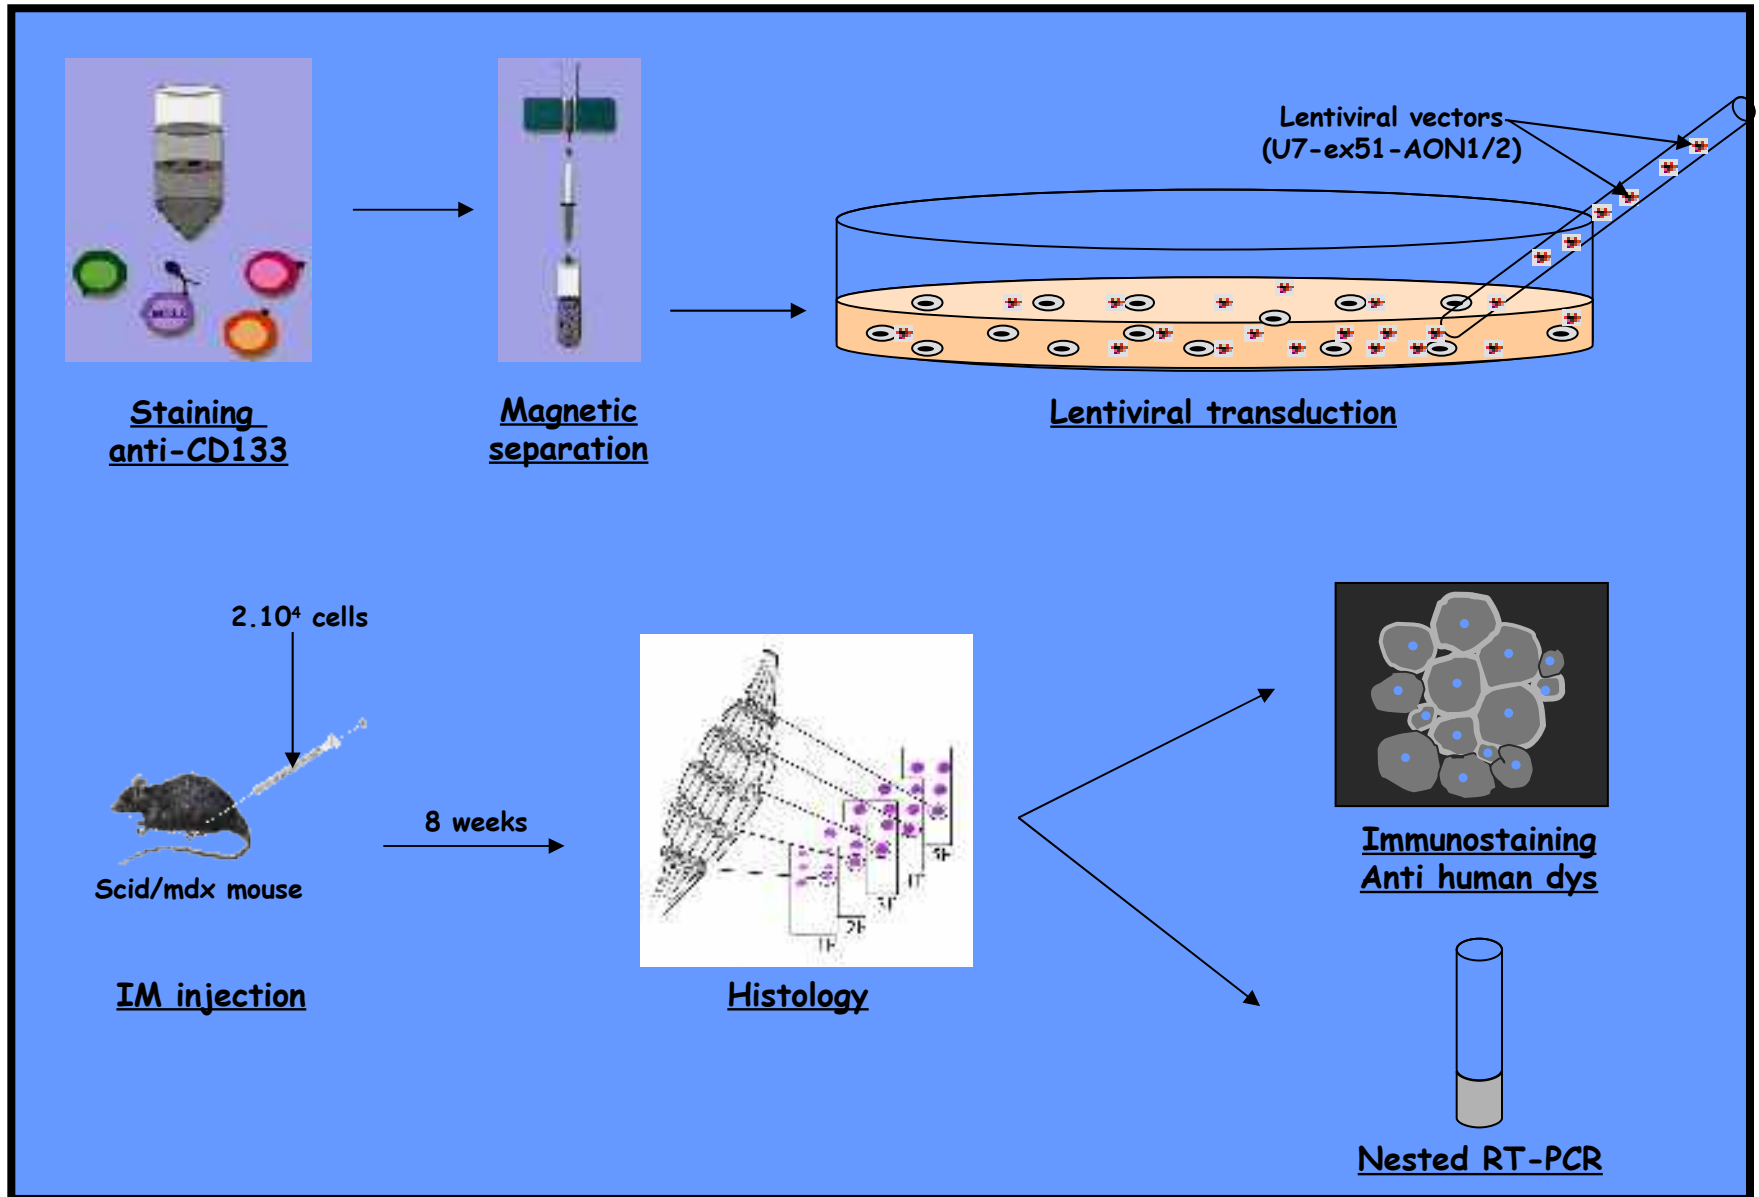 Lentiviral vectors
(U7-ex51-AON1/2)
Staining
anti-CD133
Magnetic
separation
Lentiviral transduction
2.10⁴ cells
8 weeks
Scid/mdx mouse
IM injection
Histology
Immunostaining
Anti human dys
Nested RT-PCR